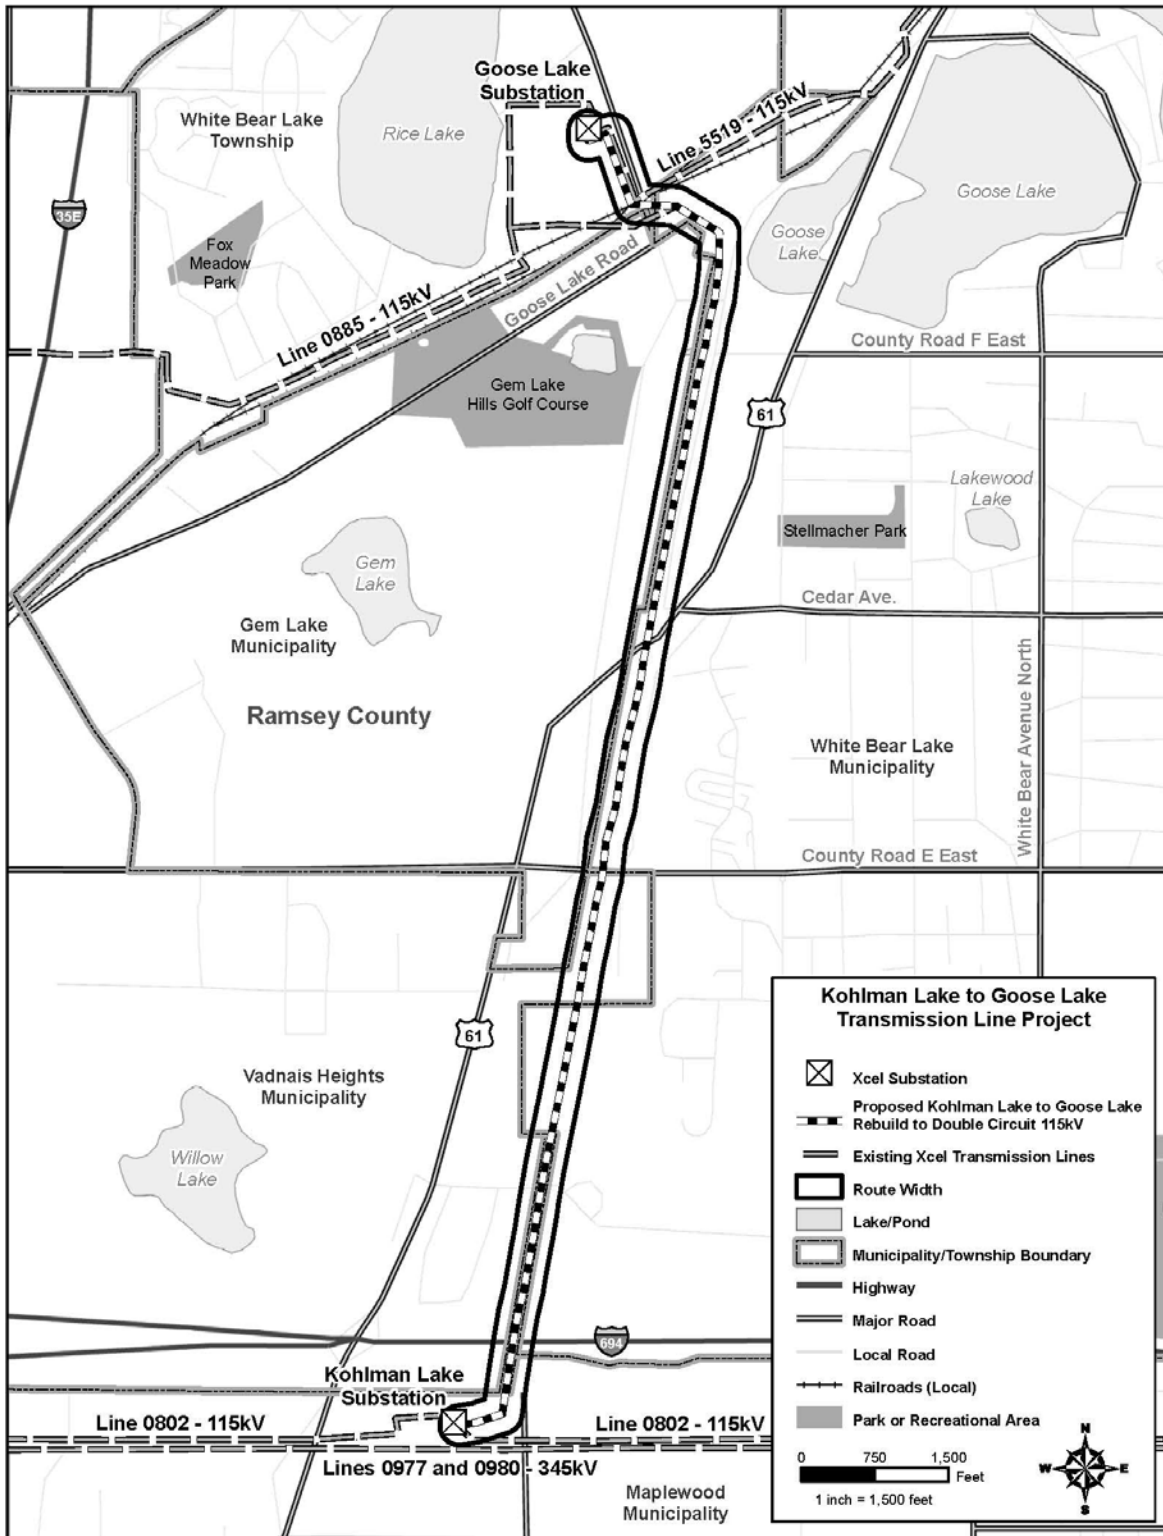 Goose Lake
Substation
White Bear Lake
Township
Rice Lake
Line 5519 - 115kV
35E
Goose Lake
Goose
Lake
Fox
Meadow
Park
Goose Lake Road
Line 0885 - 115kV
County Road F East
Gem Lake
Hills Golf Course
61
Lakewood
Lake
Stellmacher Park
Gem
Lake
Cedar Ave.
Gem Lake
Municipality
White Bear Avenue North
Ramsey County
White Bear Lake
Municipality
County Road E East
61
Vadnais Heights
Municipality
Willow
Lake
694
Kohlman Lake
Substation
Line 0802 - 115kV
Line 0802 - 115kV
Lines 0977 and 0980 - 345kV
Maplewood
Municipality
Kohlman Lake to Goose Lake
Transmission Line Project
Xcel Substation
Proposed Kohlman Lake to Goose Lake
Rebuild to Double Circuit 115kV
Existing Xcel Transmission Lines
Route Width
Lake/Pond
Municipality/Township Boundary
Highway
Major Road
Local Road
Railroads (Local)
Park or Recreational Area
0 750 1,500
Feet
1 inch = 1,500 feet
N
W E
S